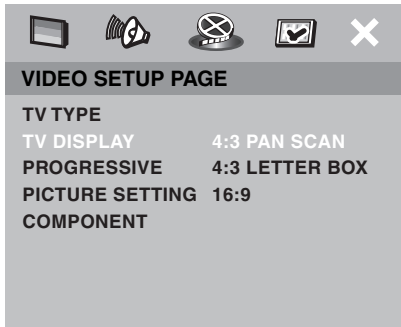 VIDEO SETUP PAGE
TV TYPE
TV DISPLAY 4:3 PAN SCAN
PROGRESSIVE 4:3 LETTER BOX
PICTURE SETTING 16:9
COMPONENT